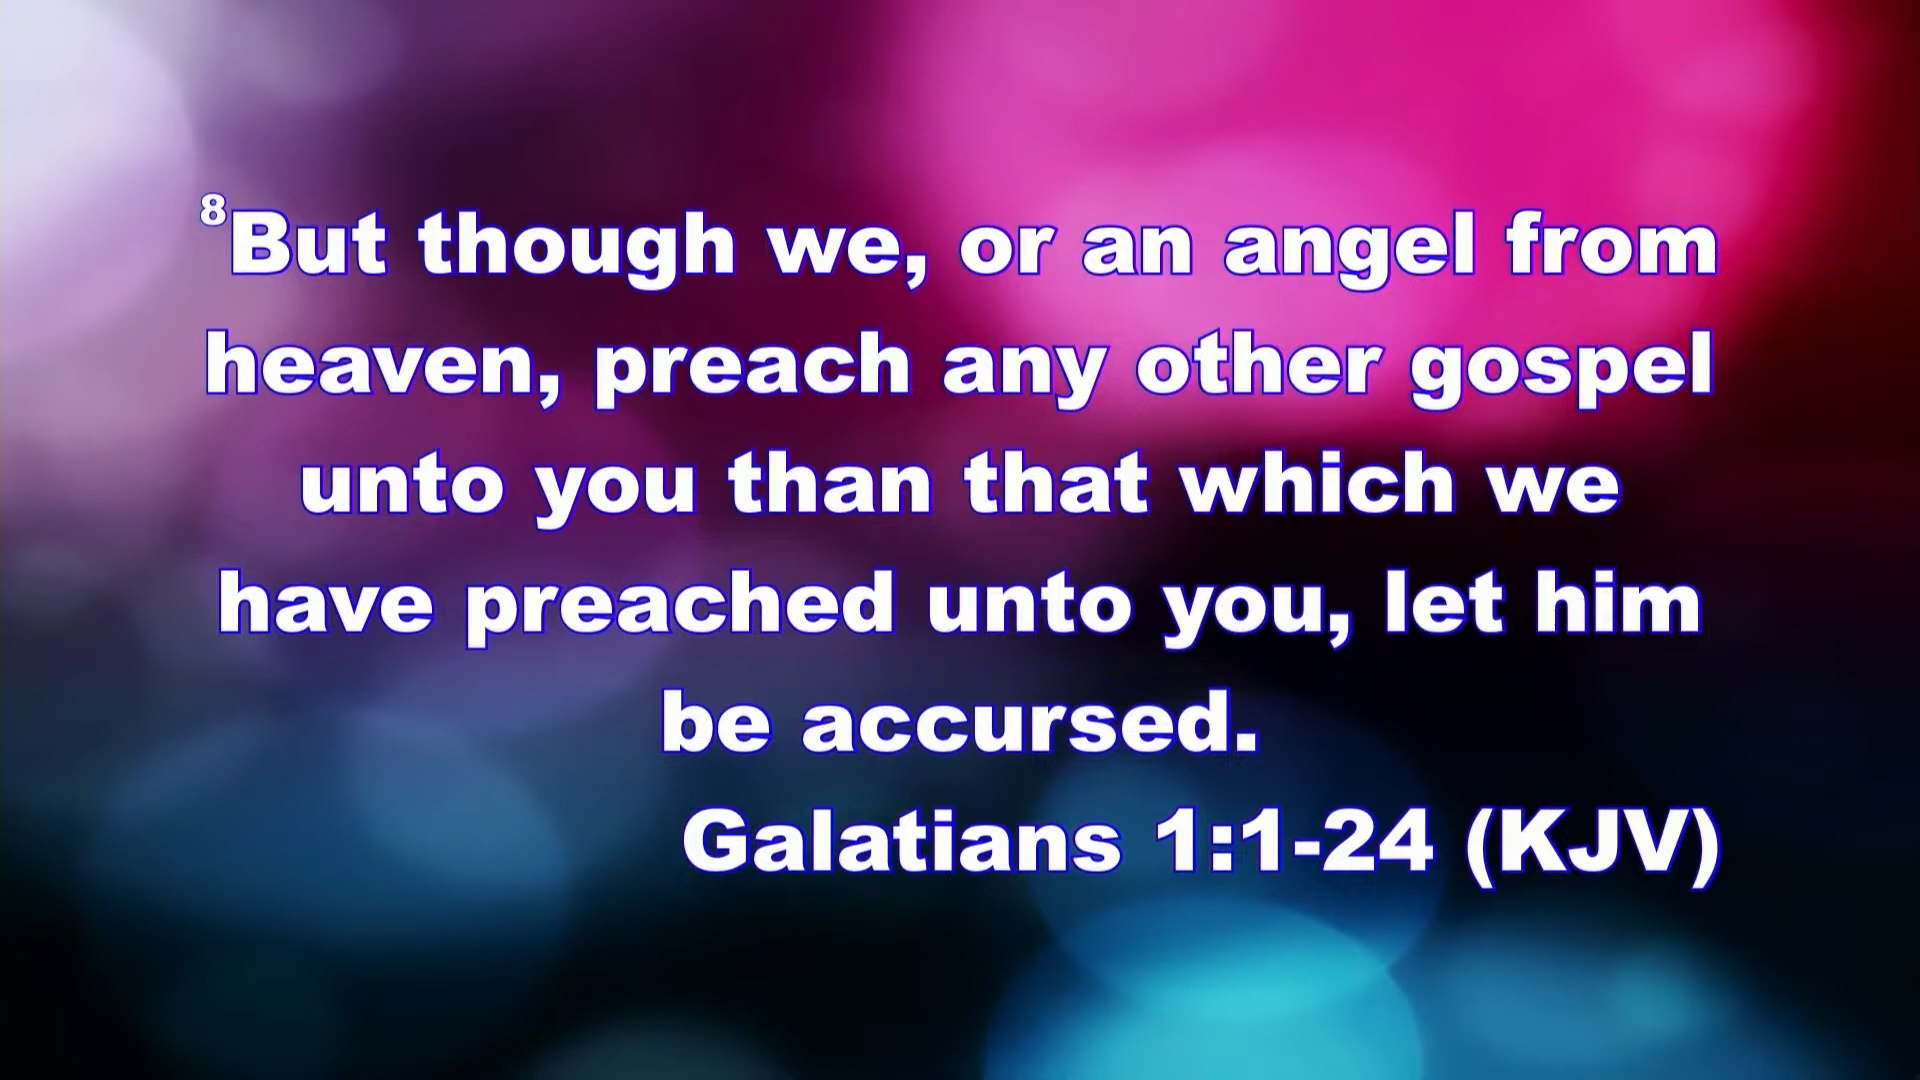 8But though we, or an angel from
heaven, preach any other gospel
unto you than that which we
have preached unto you, let him
be accursed.
Galatians 1:1-24 (KJV)